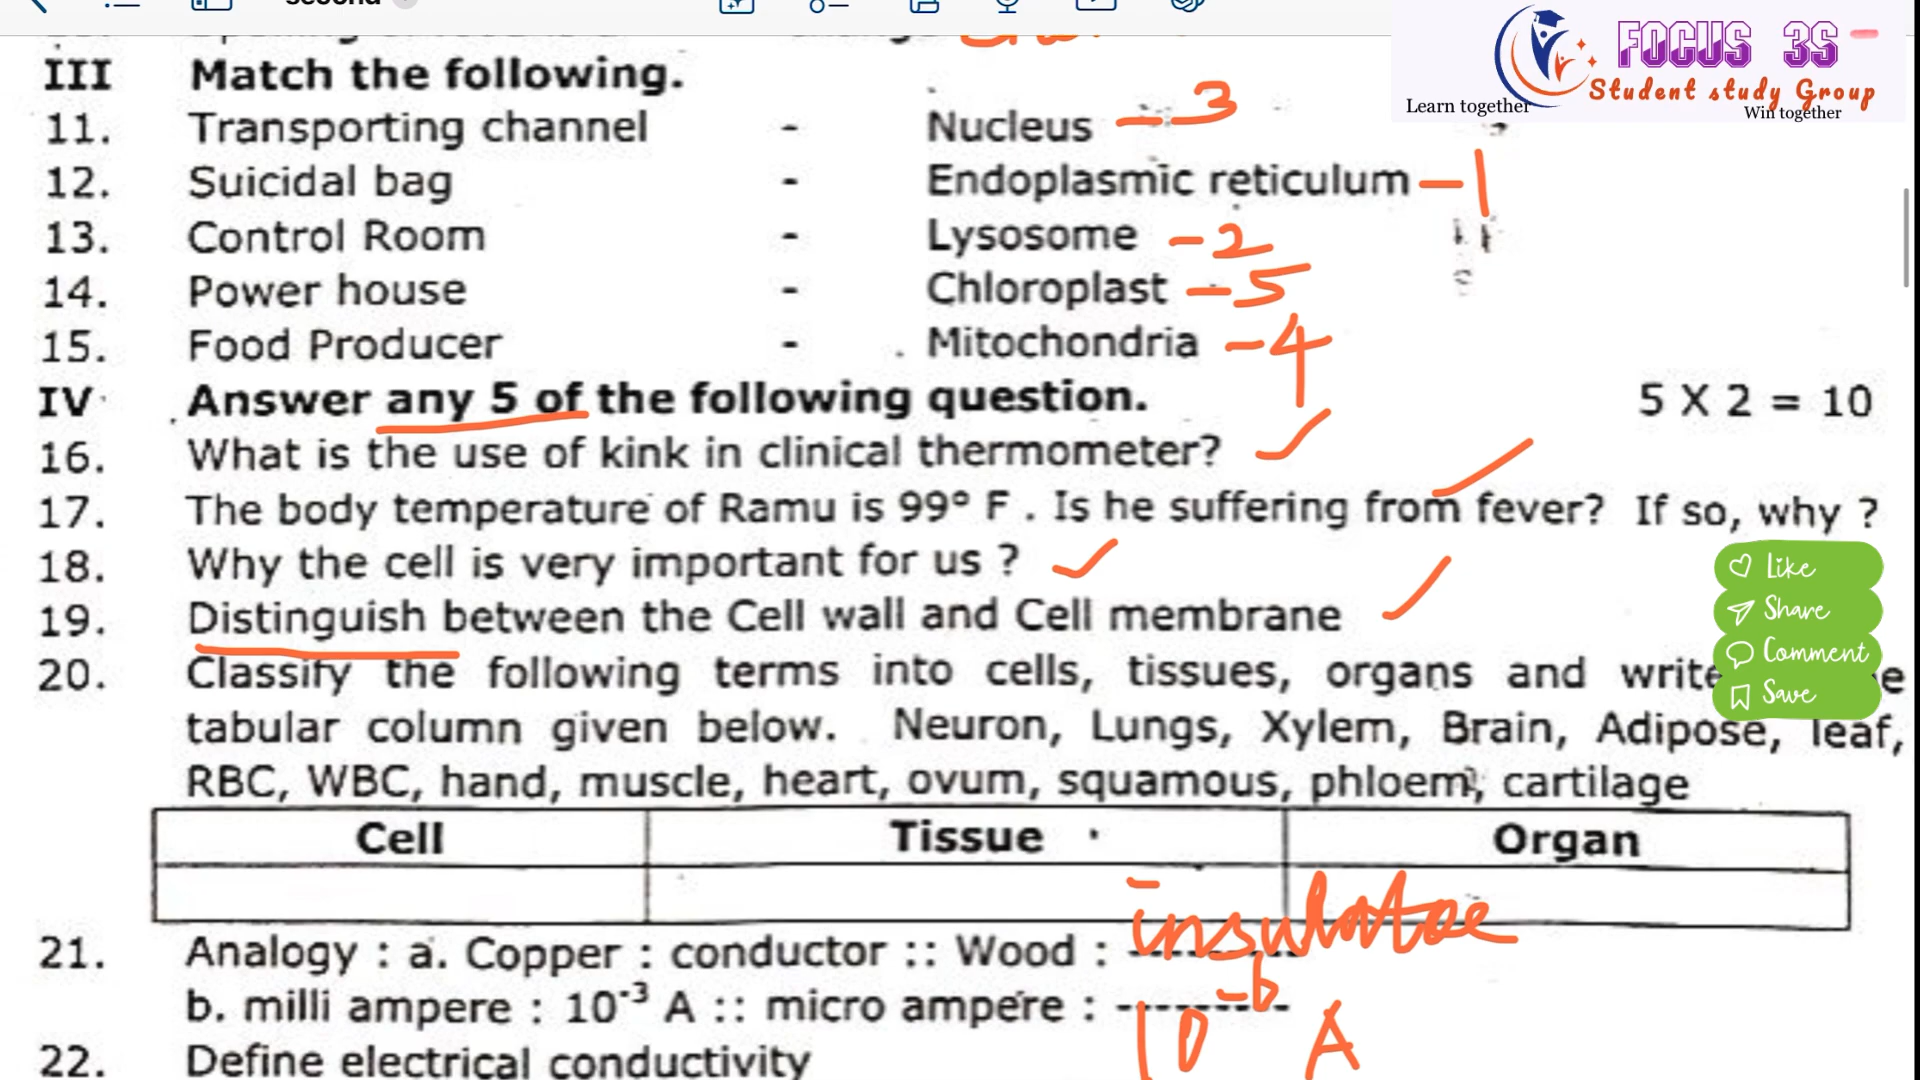 second
FOCUS 3S
Student study Group
Learn together
Win together
III Match the following.
11. Transporting channel - Nucleus - 3
12. Suicidal bag - Endoplasmic reticulum - 1
13. Control Room - Lysosome - 2
14. Power house - Chloroplast - 5
15. Food Producer - Mitochondria - 4
IV Answer any 5 of the following question. 5 X 2 = 10
16. What is the use of kink in clinical thermometer?
17. The body temperature of Ramu is 99° F . Is he suffering from fever? If so, why ?
18. Why the cell is very important for us ?
19. Distinguish between the Cell wall and Cell membrane
20. Classify the following terms into cells, tissues, organs and write
tabular column given below. Neuron, Lungs, Xylem, Brain, Adipose, leaf,
RBC, WBC, hand, muscle, heart, ovum, squamous, phloem, cartilage
Cell Tissue Organ
21. Analogy : a. Copper : conductor :: Wood : insulator
b. milli ampere : 10⁻³ A :: micro ampere : ---------- 10⁻⁶ A
22. Define electrical conductivity
Like
Share
Comment
Save